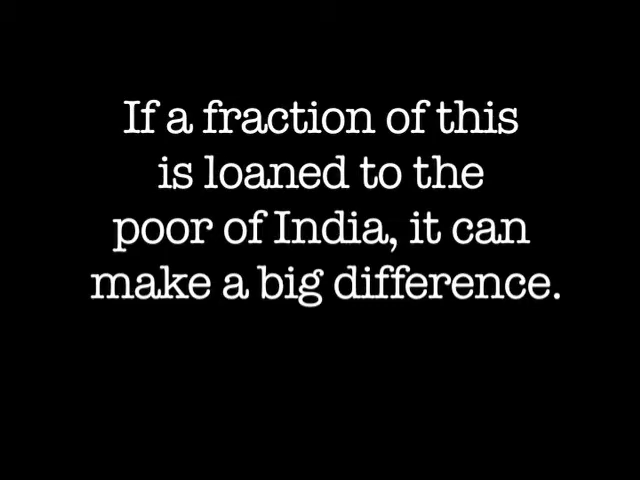 If a fraction of this
is loaned to the
poor of India, it can
make a big difference.